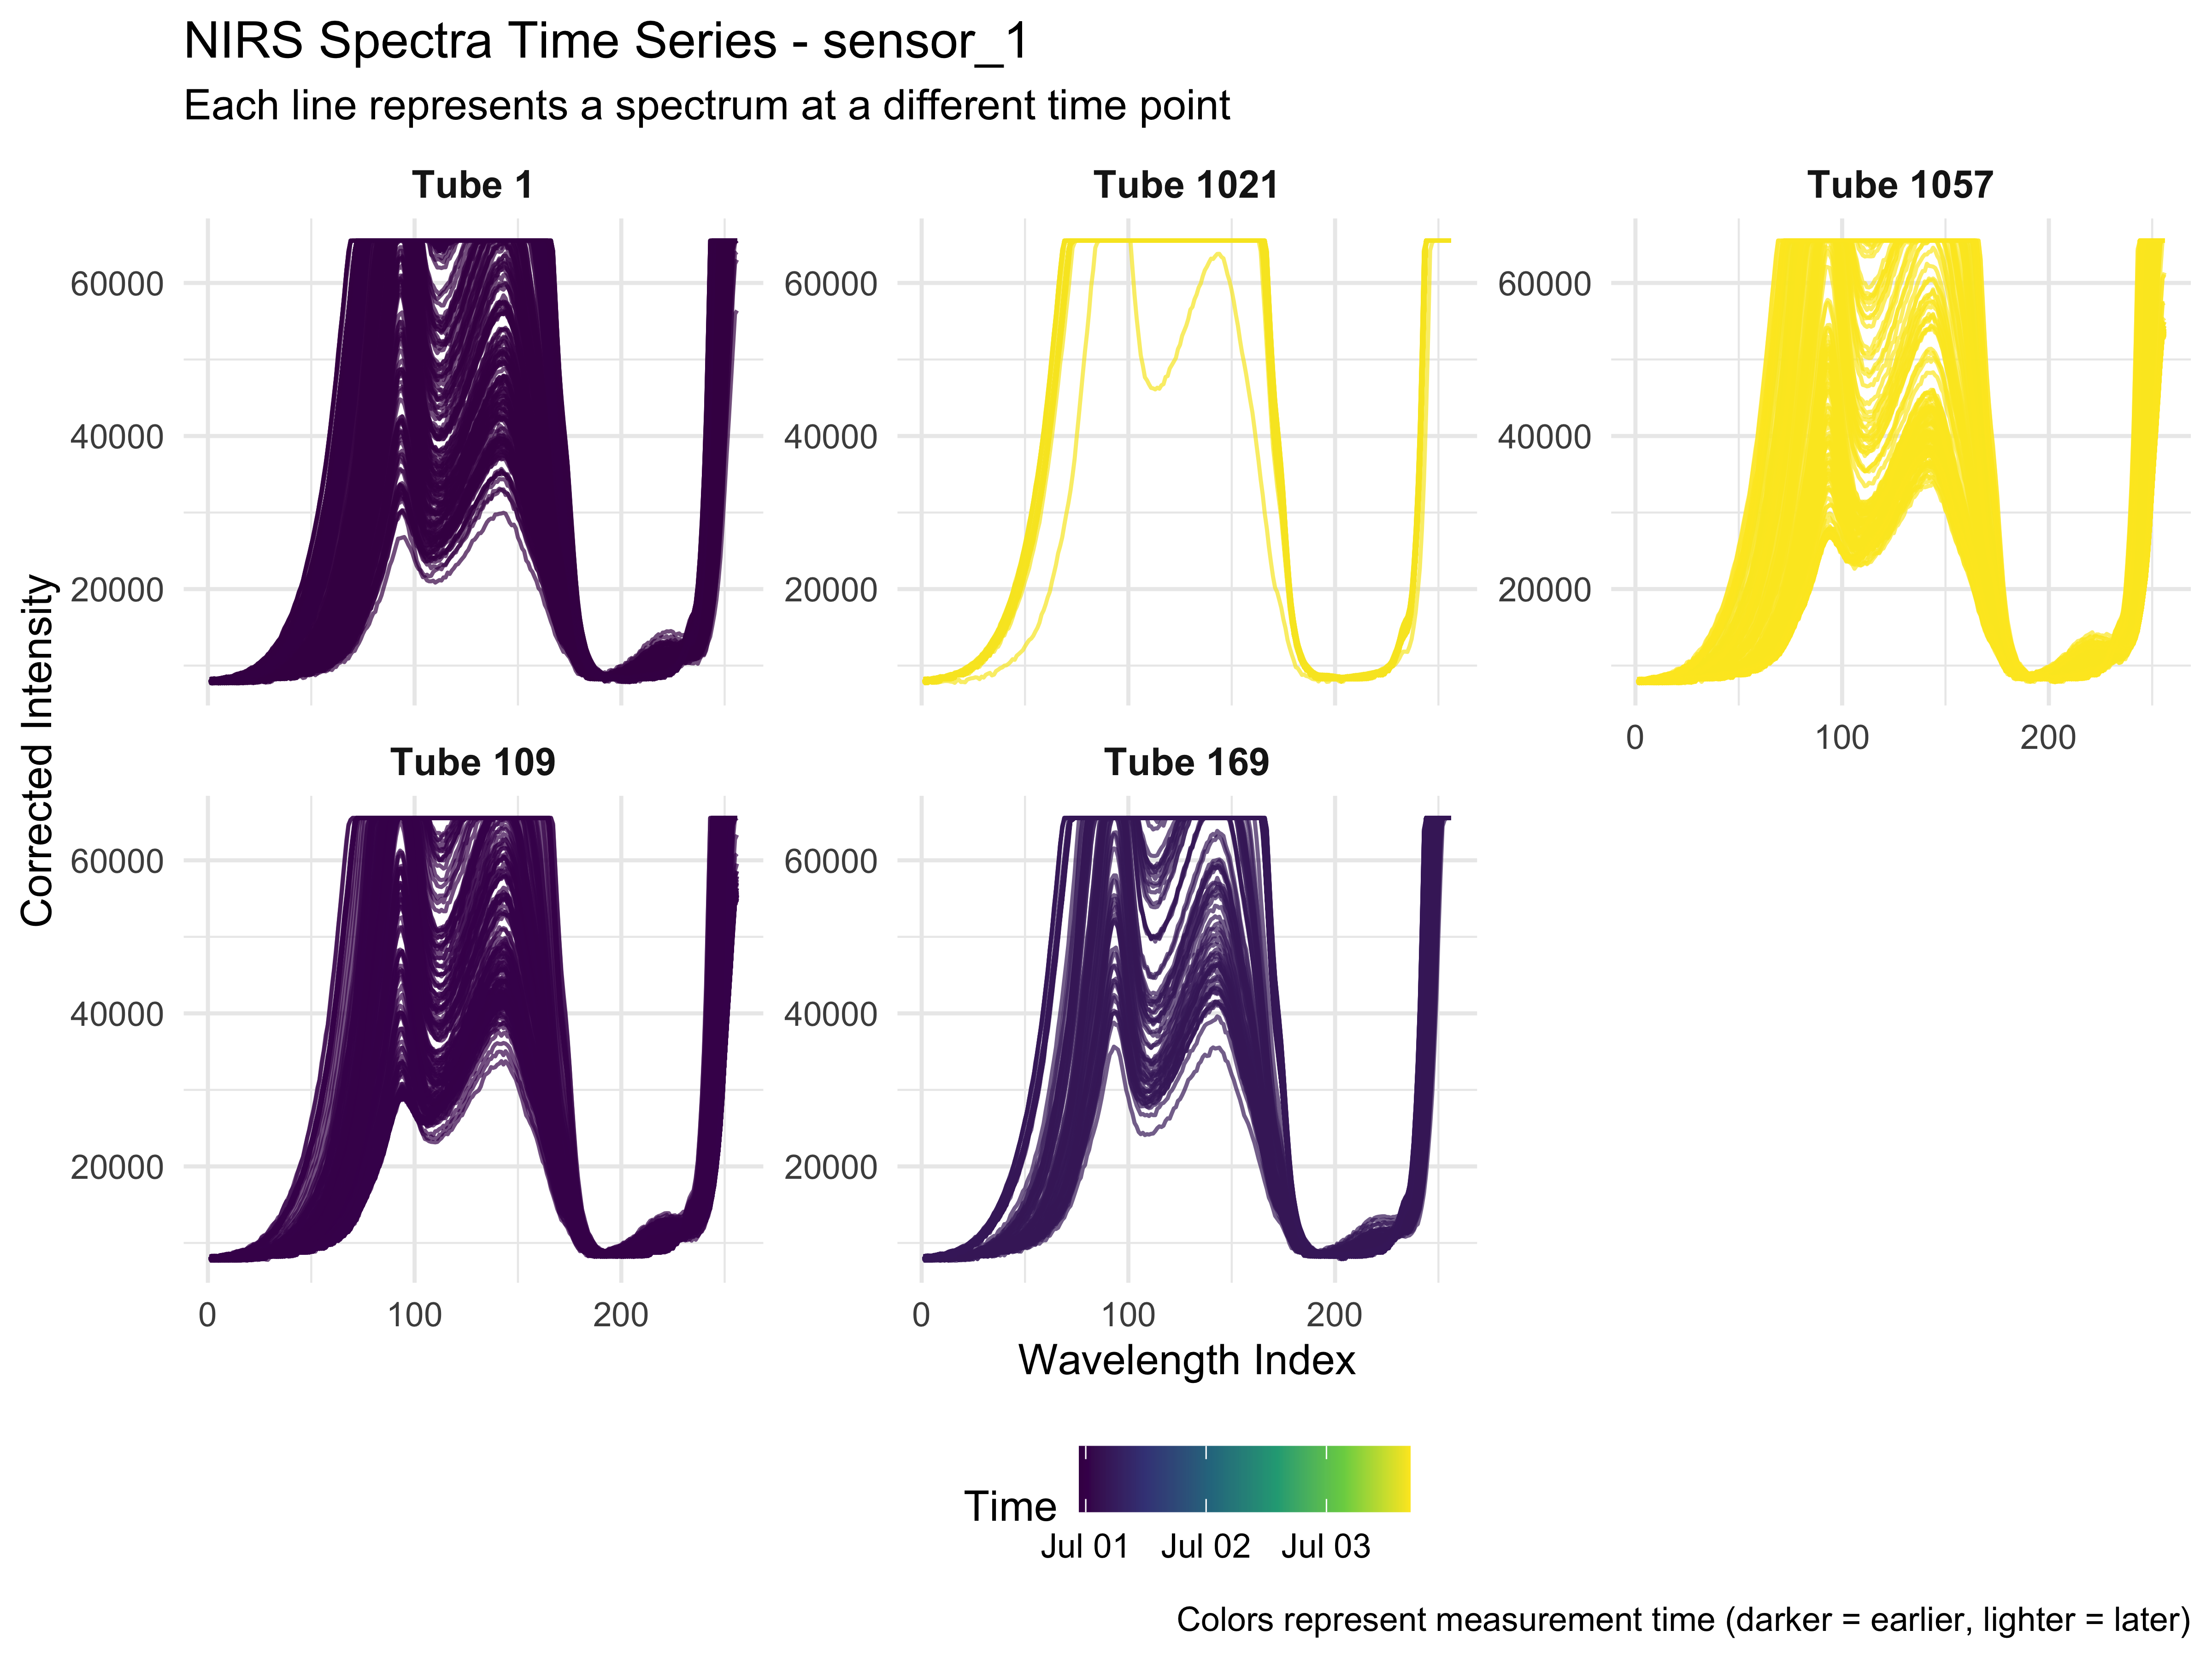 NIRS Spectra Time Series - sensor_1
Each line represents a spectrum at a different time point
Tube 1
Tube 1021
Tube 1057
60000
40000
20000
60000
40000
20000
60000
40000
20000
0 100 200
Tube 109
Tube 169
60000
40000
20000
60000
40000
20000
0 100 200
0 100 200
Corrected Intensity
Wavelength Index
Time
Jul 01 Jul 02 Jul 03
Colors represent measurement time (darker = earlier, lighter = later)